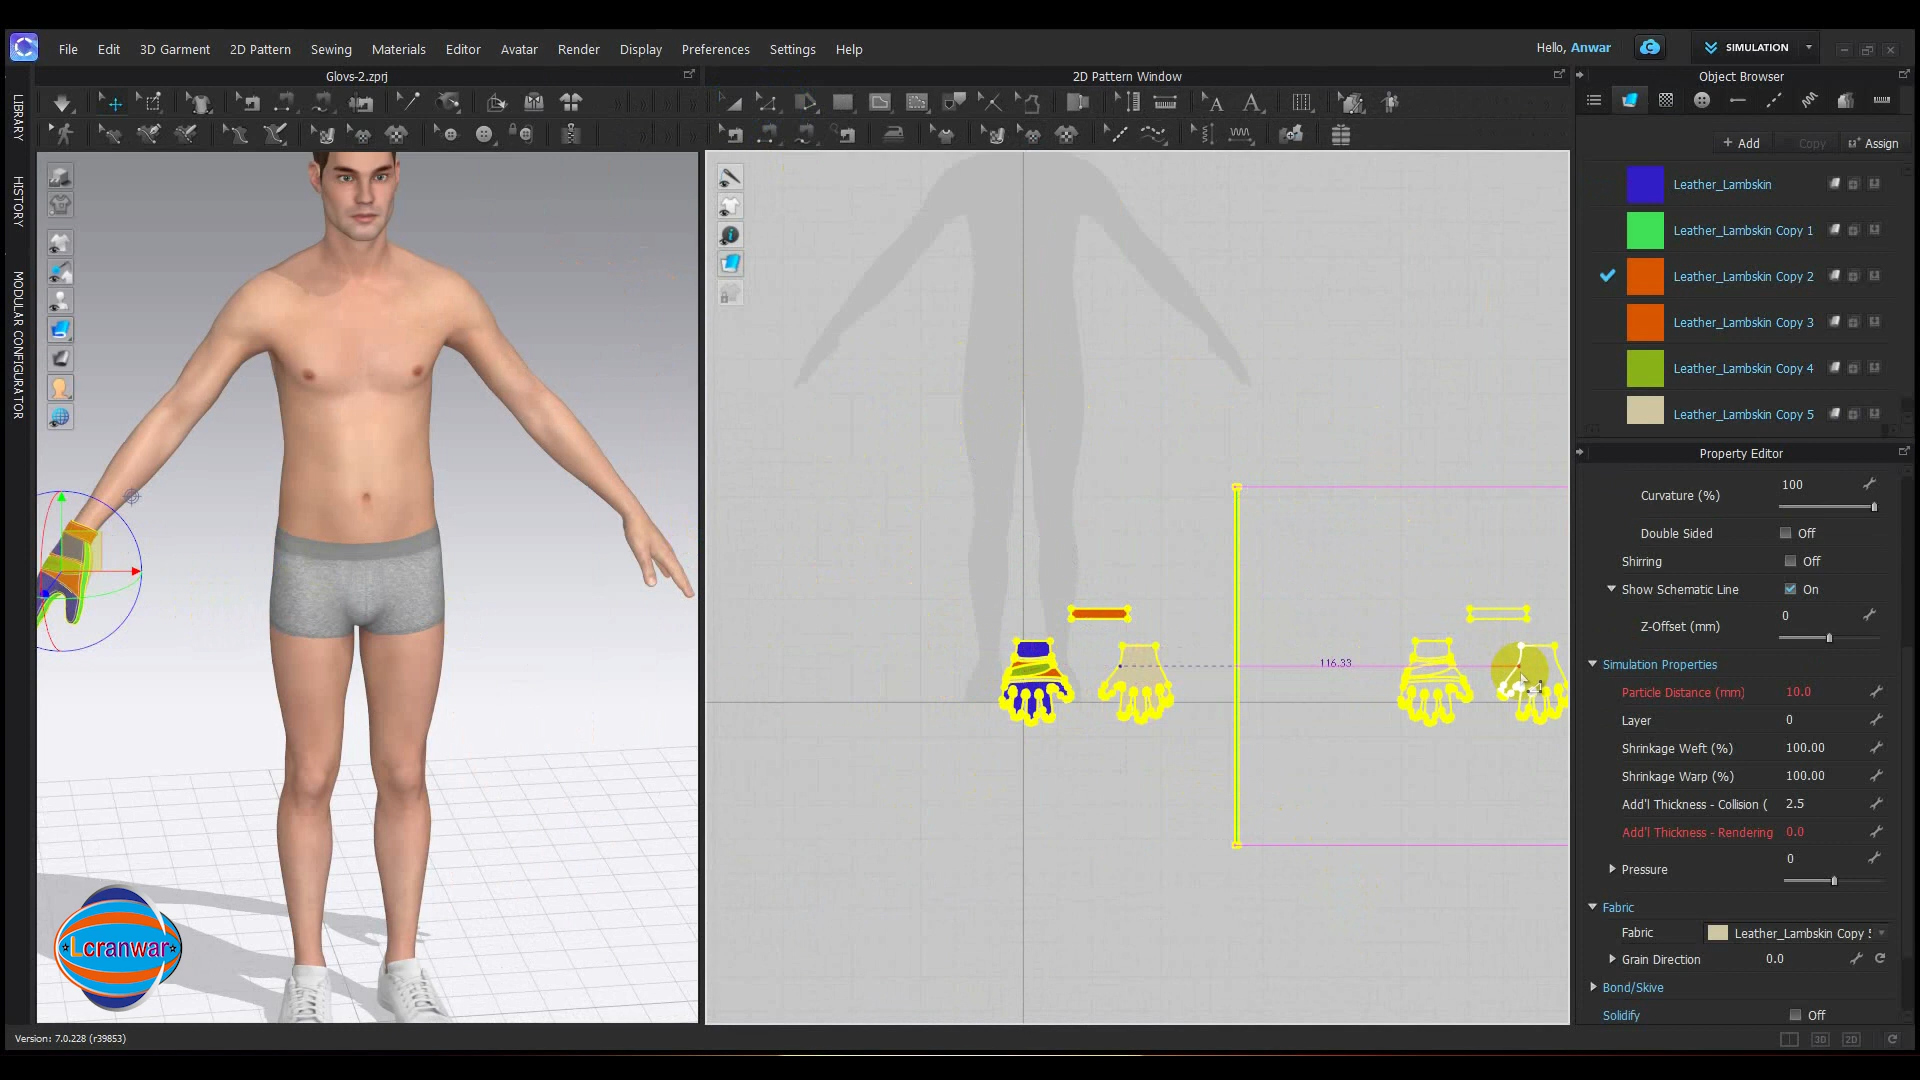 File Edit 3D Garment 2D Pattern Sewing Materials Editor Avatar Render Display Preferences Settings Help
Hello, Anwar
SIMULATION
Glovs-2.zprj
2D Pattern Window
Object Browser
LIBRARY
HISTORY
MODULAR CONFIGURATOR
+ Add Copy Assign
Leather_Lambskin
Leather_Lambskin Copy 1
Leather_Lambskin Copy 2
Leather_Lambskin Copy 3
Leather_Lambskin Copy 4
Leather_Lambskin Copy 5
Property Editor
Curvature (%) 100
Double Sided Off
Shirring Off
Show Schematic Line On
Z-Offset (mm) 0
Simulation Properties
Particle Distance (mm) 10.0
Layer 0
Shrinkage Weft (%) 100.00
Shrinkage Warp (%) 100.00
Add'l Thickness - Collision ( 2.5
Add'l Thickness - Rendering 0.0
Pressure 0
Fabric
Fabric Leather_Lambskin Copy
Grain Direction 0.0
Bond/Skive
Solidify Off
116.33
Lcranwar
Version: 7.0.228 (r39853)
3D 2D